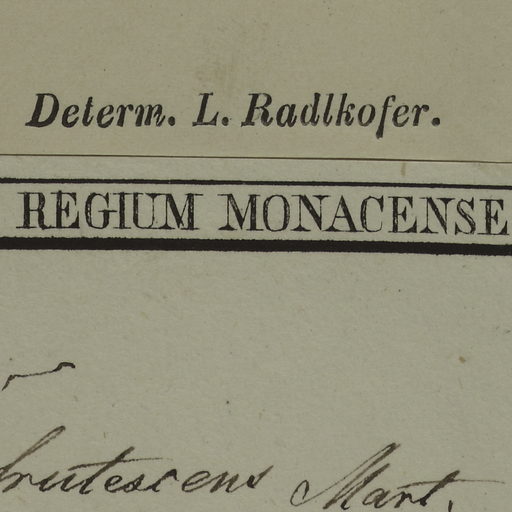 Determ. L. Radlkofer.
REGIUM MONACENSE
frutescens Mart.